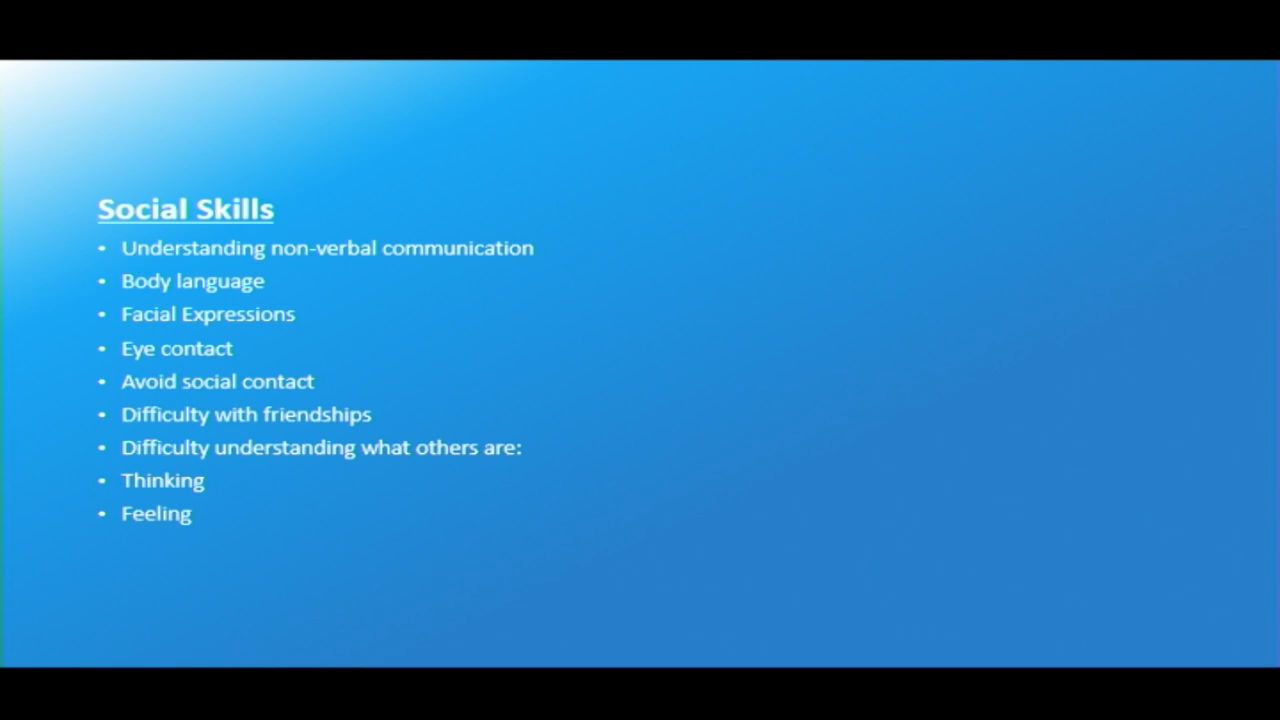 Social Skills
• Understanding non-verbal communication
• Body language
• Facial Expressions
• Eye contact
• Avoid social contact
• Difficulty with friendships
• Difficulty understanding what others are:
• Thinking
• Feeling